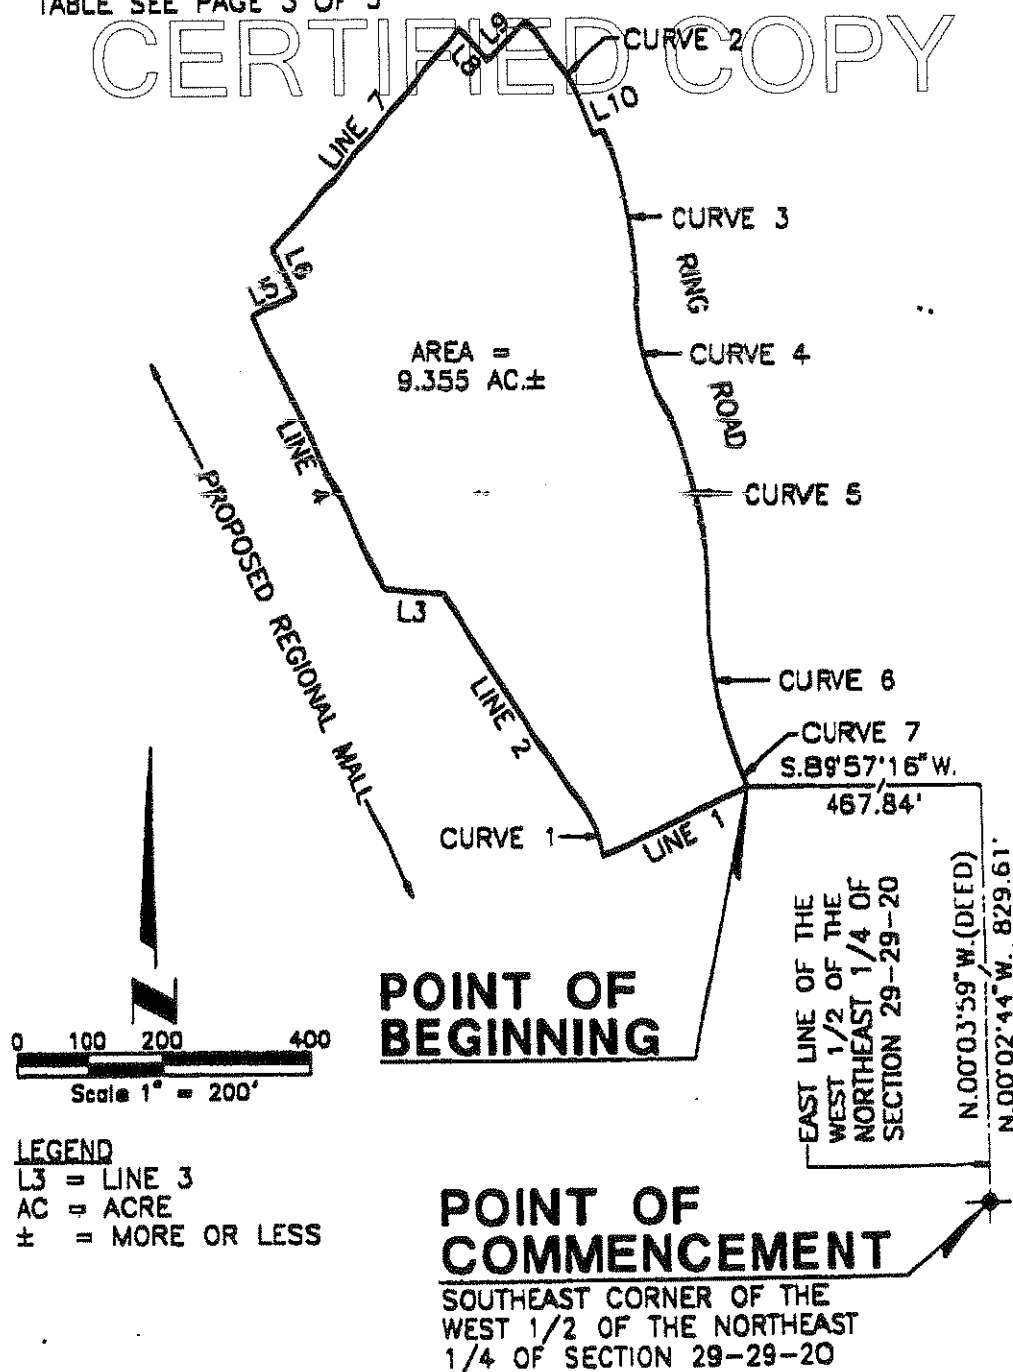 TABLE SEE PAGE 3 OF 3
CERTIFIED COPY
L8
L9
CURVE 2
L10
LINE 7
CURVE 3
L6
L5
RING
ROAD
CURVE 4
AREA =
9.355 AC.±
LINE 4
CURVE 5
PROPOSED REGIONAL MALL
L3
LINE 2
CURVE 6
CURVE 7
S.89°57'16"W.
467.84'
CURVE 1
LINE 1
EAST LINE OF THE
WEST 1/2 OF THE
NORTHEAST 1/4 OF
SECTION 29-29-20
N.00°03'59"W.(DEED)
N.00°02'44"W. 829.61'
POINT OF
BEGINNING
0 100 200 400
Scale 1" = 200'
LEGEND
L3 = LINE 3
AC = ACRE
± = MORE OR LESS
POINT OF
COMMENCEMENT
SOUTHEAST CORNER OF THE
WEST 1/2 OF THE NORTHEAST
1/4 OF SECTION 29-29-20